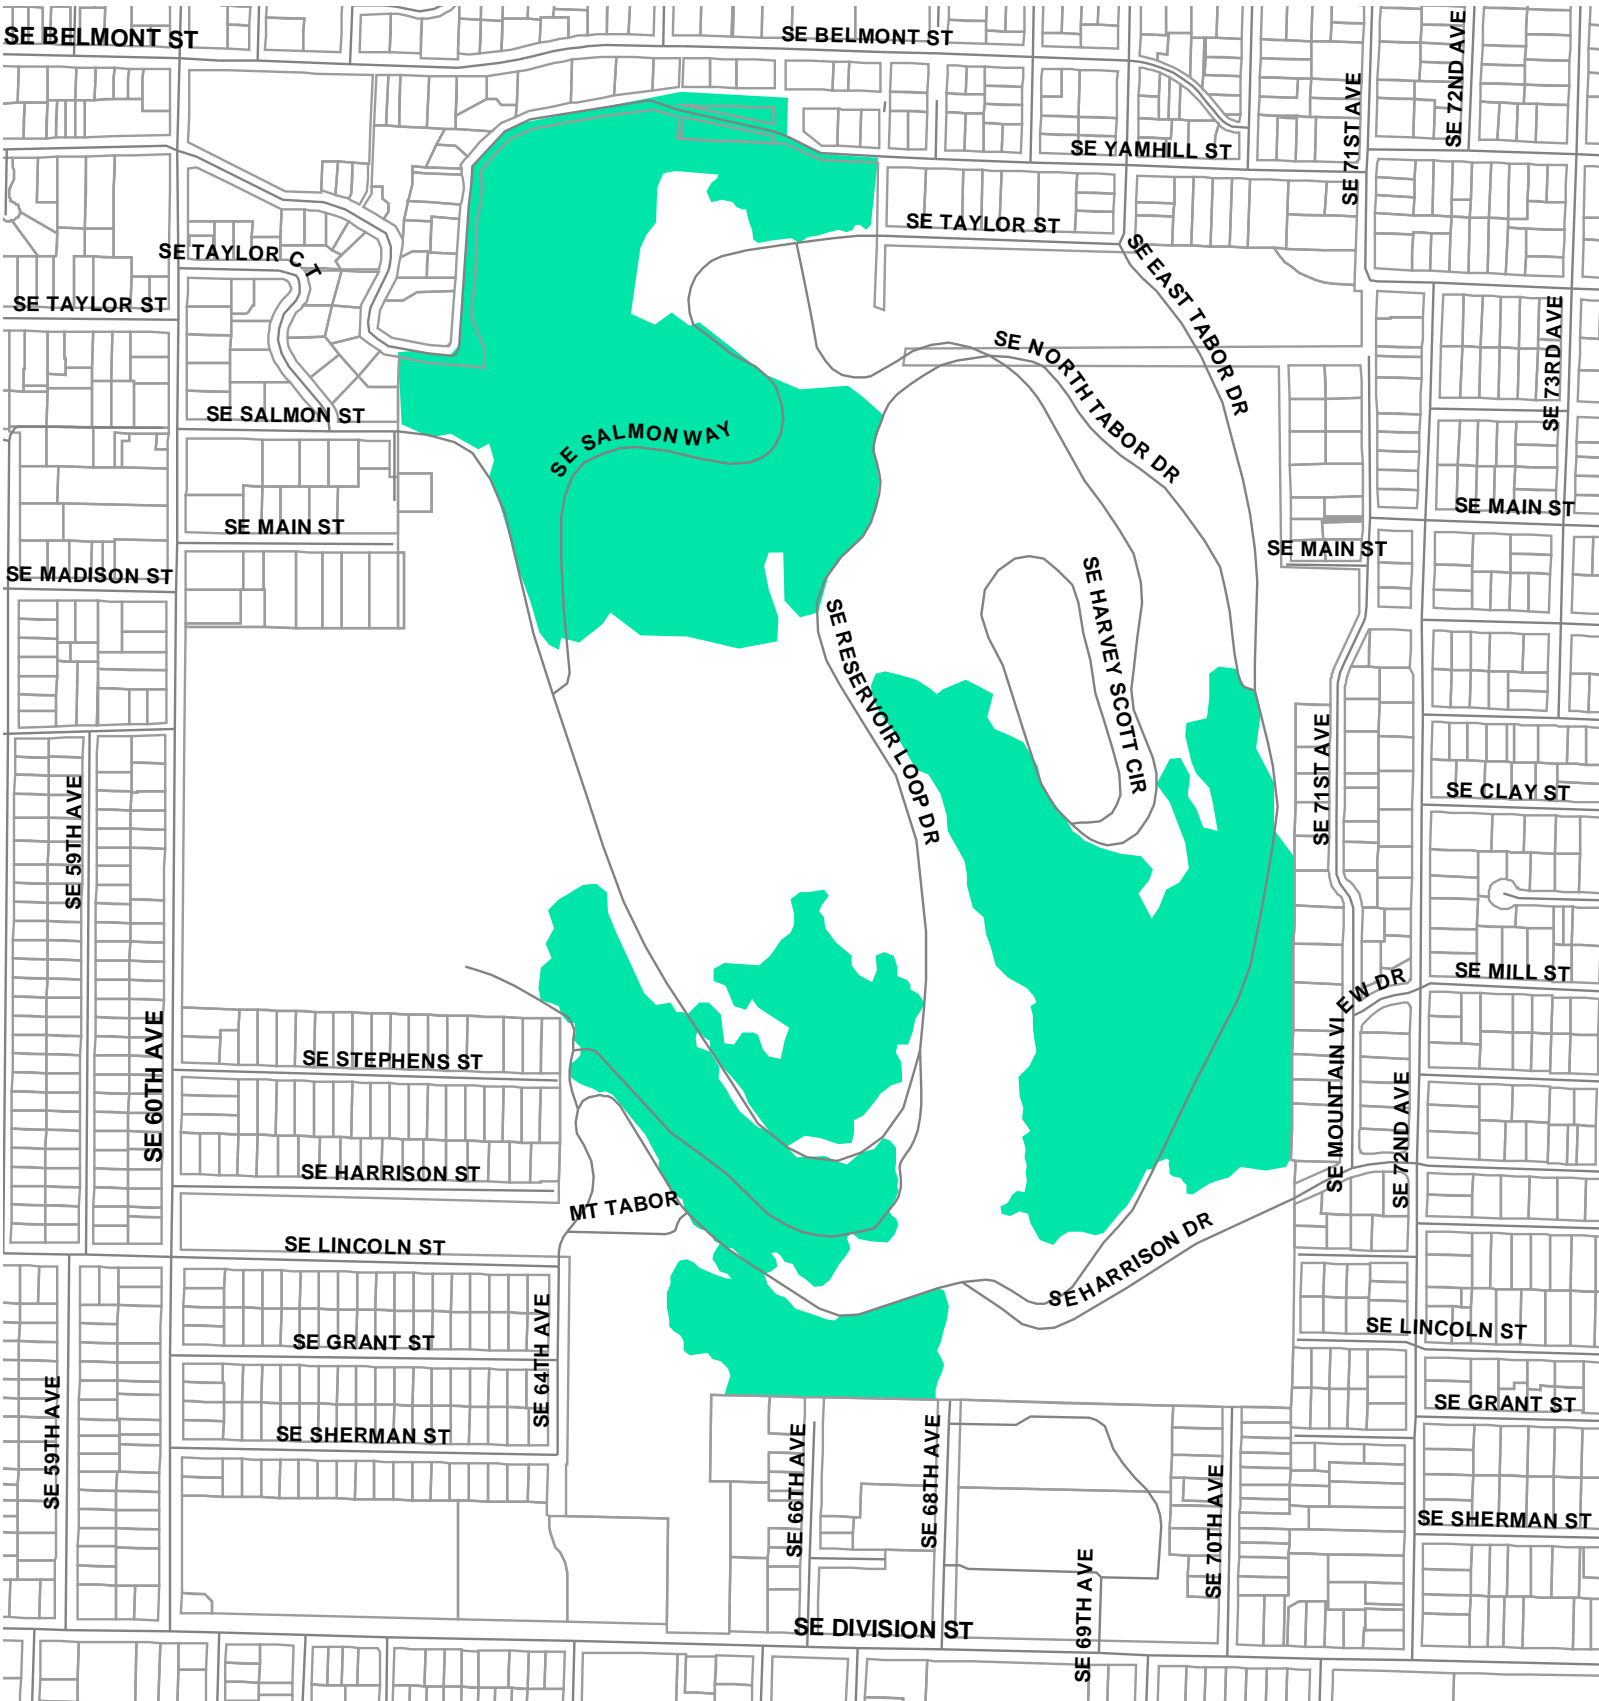 SE BELMONT ST
SE BELMONT ST
SE 72ND AVE
SE 71ST AVE
SE YAMHILL ST
SE TAYLOR ST
SE TAYLOR CT
SE EAST TABOR DR
SE TAYLOR ST
SE NORTH TABOR DR
SE 73RD AVE
SE SALMON ST
SE SALMON WAY
SE MAIN ST
SE MAIN ST
SE MAIN ST
SE MADISON ST
SE HARVEY SCOTT CIR
SE RESERVOIR LOOP DR
SE 71ST AVE
SE CLAY ST
SE 59TH AVE
SE MILL ST
SE MOUNTAIN VIEW DR
SE 60TH AVE
SE STEPHENS ST
SE 72ND AVE
SE HARRISON ST
MT TABOR
SE LINCOLN ST
SE HARRISON DR
SE 64TH AVE
SE GRANT ST
SE LINCOLN ST
SE 59TH AVE
SE GRANT ST
SE SHERMAN ST
SE 66TH AVE
SE 68TH AVE
SE 70TH AVE
SE SHERMAN ST
SE 69TH AVE
SE DIVISION ST